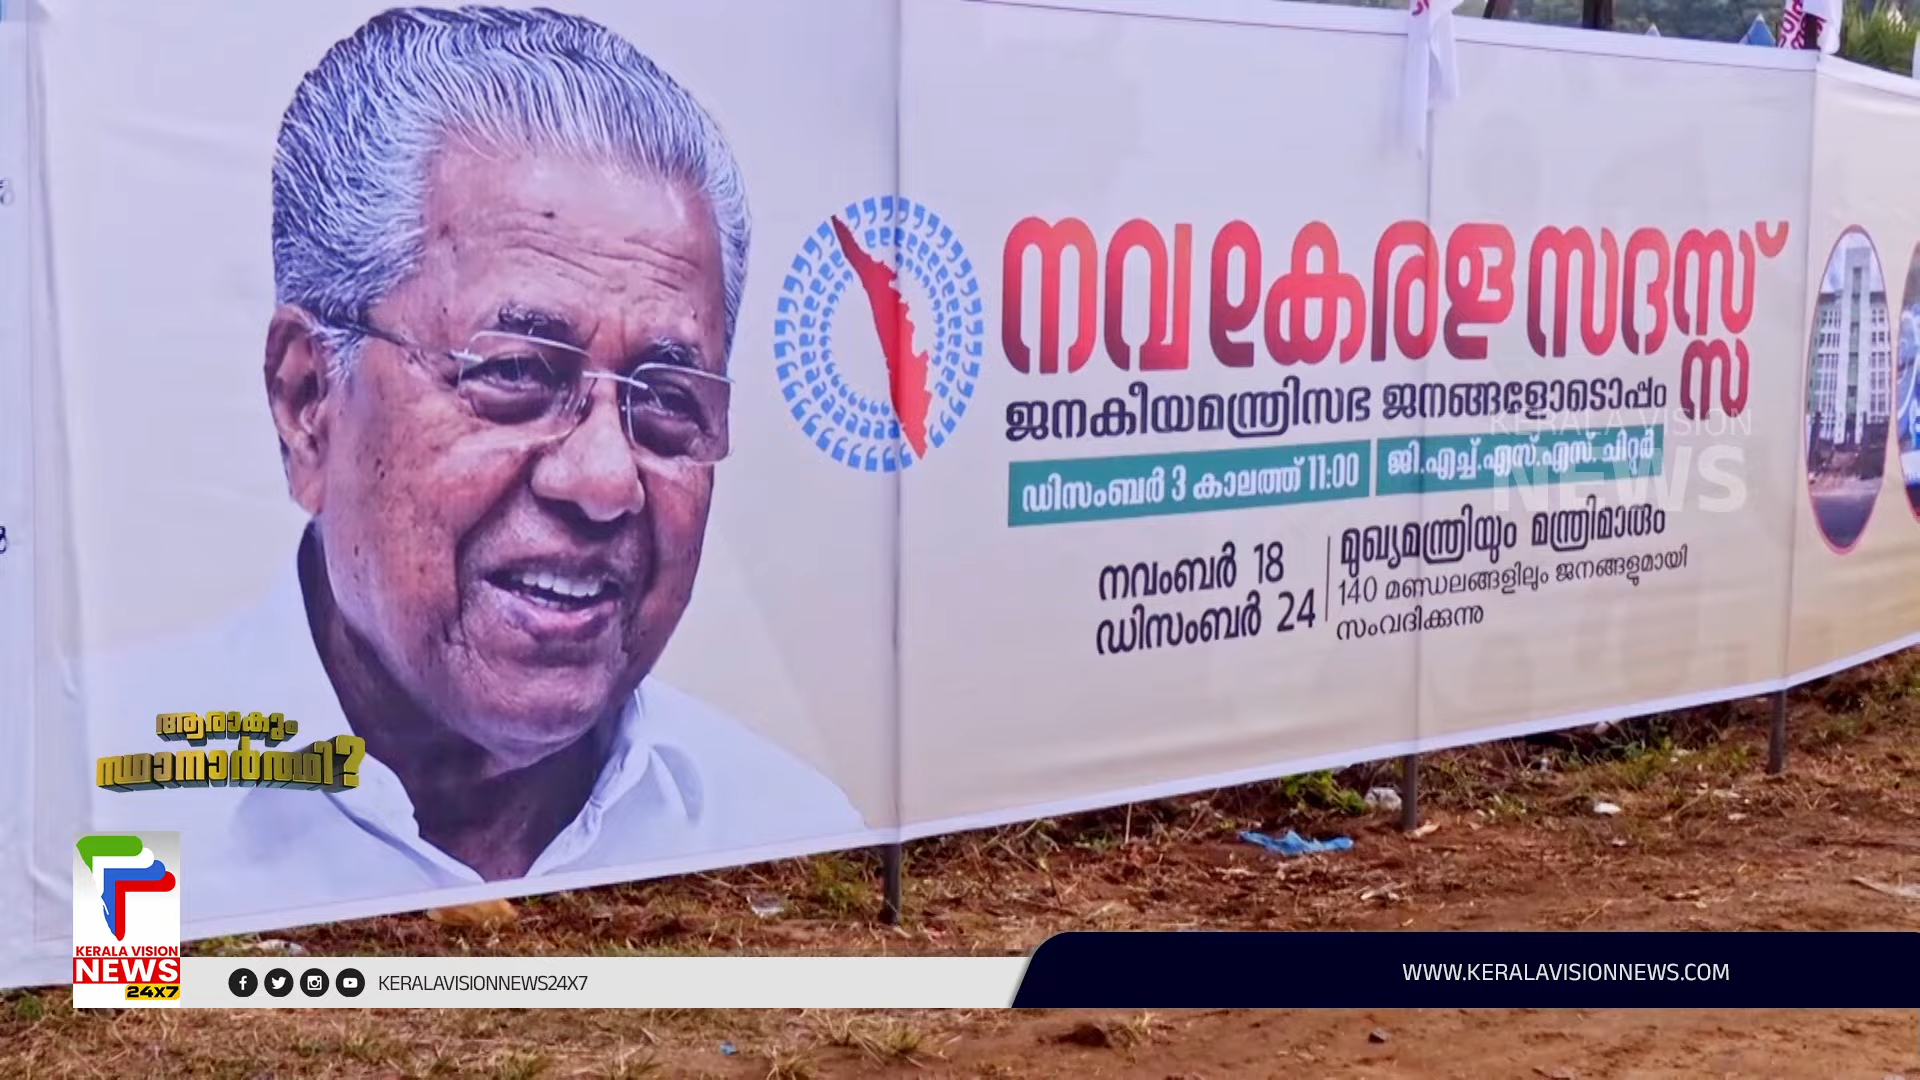 നവകേരള സദസ്സ്
ജനകീയമന്ത്രിസഭ ജനങ്ങളോടൊപ്പം
ഡിസംബർ 3 കാലത്ത് 11:00
ജി.എച്ച്.എസ്.എസ്. ചിറ്റൂർ
നവംബർ 18
ഡിസംബർ 24
മുഖ്യമന്ത്രിയും മന്ത്രിമാരും
140 മണ്ഡലങ്ങളിലും ജനങ്ങളുമായി
സംവദിക്കുന്നു
KERALA VISION
NEWS
ആരാകും
സ്ഥാനാർത്ഥി?
KERALA VISION
NEWS
24X7
KERALAVISIONNEWS24X7
WWW.KERALAVISIONNEWS.COM